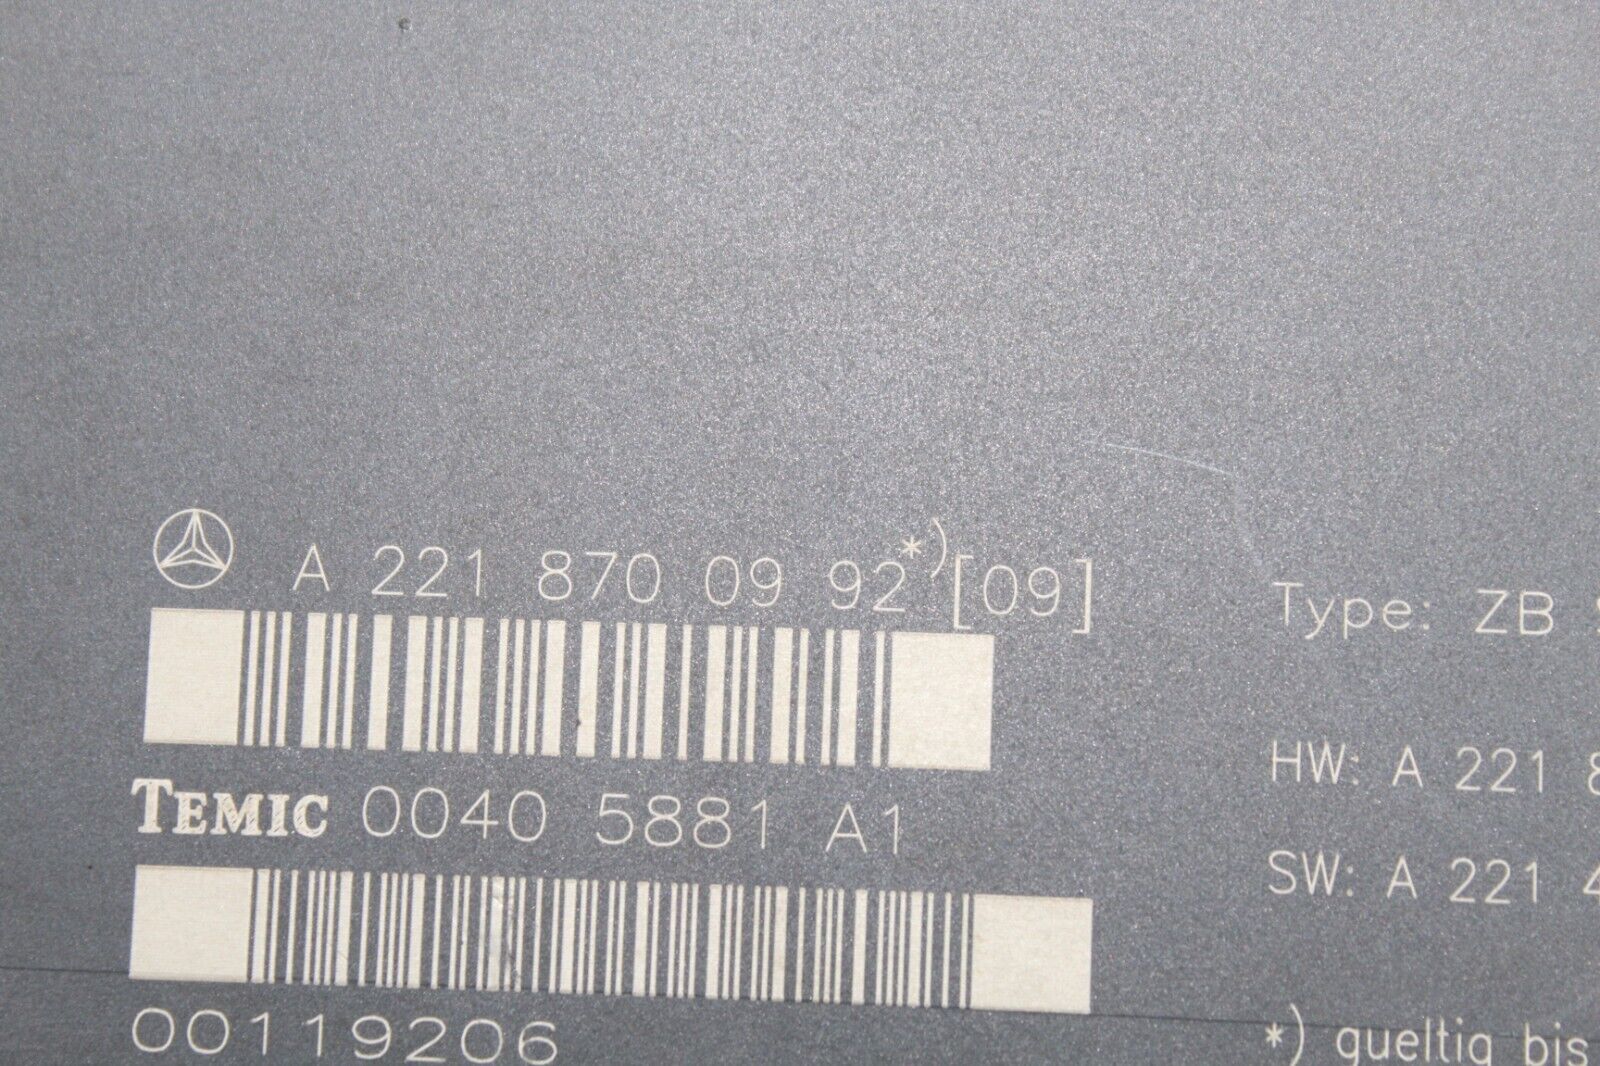 A 221 870 09 92*) [09]
TEMIC 0040 5881 A1
00119206
Type: ZB
HW: A 221
SW: A 221
*) gueltig bis